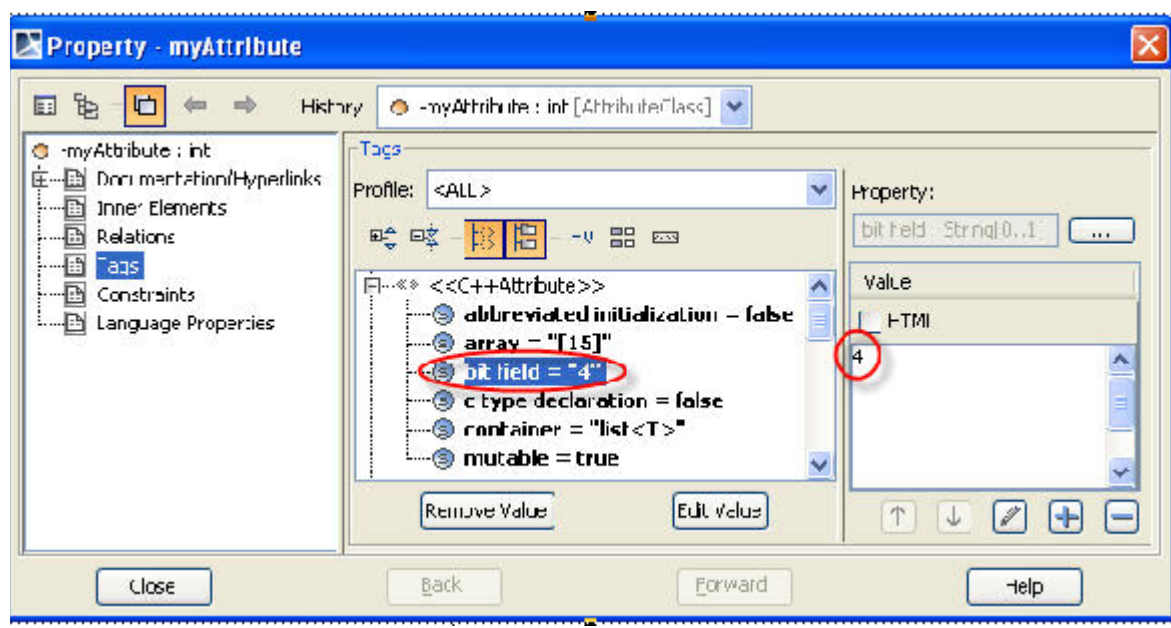 Property - myAttribute
History -myAttribute : int [AttributeClass]
-myAttribute : int
Documentation/Hyperlinks
Inner Elements
Relations
Tags
Constraints
Language Properties
Tags
Profile: <ALL>
<<C++Attribute>>
abbreviated initialization = false
array = "[15]"
bit field = "4"
c type declaration = false
container = "list<T>"
mutable = true
Remove Value Edit Value
Property:
bit field : String[0..1] ...
Value
HTML
4
Close Back Forward Help